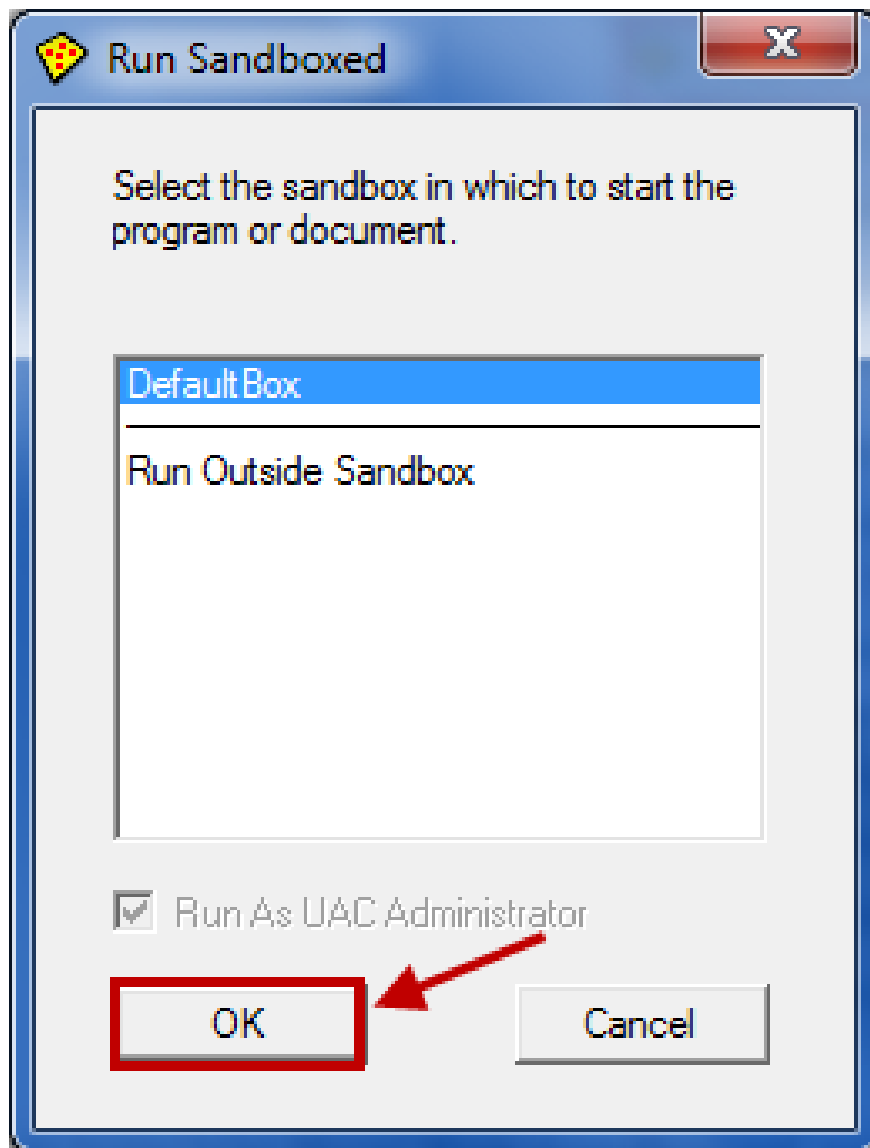 Run Sandboxed
Select the sandbox in which to start the
program or document.
DefaultBox
Run Outside Sandbox
Run As UAC Administrator
OK
Cancel